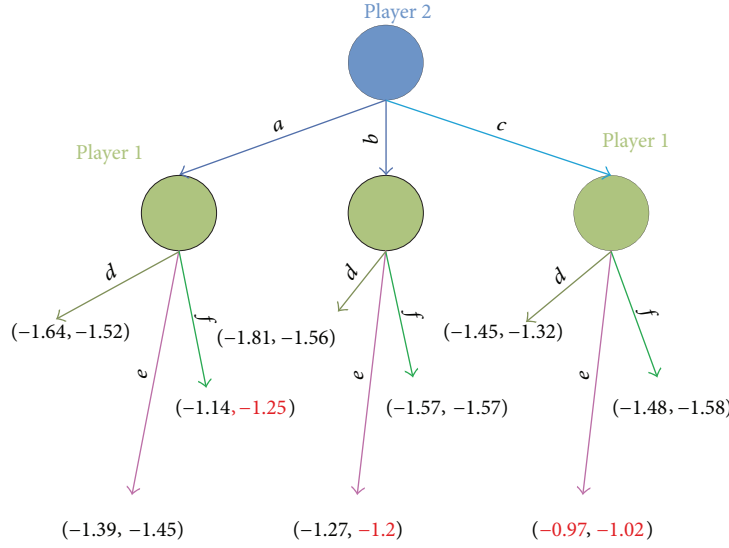 Player 2
a
b
c
Player 1
Player 1
d
d
d
f
f
f
(−1.64, −1.52)
(−1.81, −1.56)
(−1.45, −1.32)
e
e
e
(−1.14, −1.25)
(−1.57, −1.57)
(−1.48, −1.58)
(−1.39, −1.45)
(−1.27, −1.2)
(−0.97, −1.02)